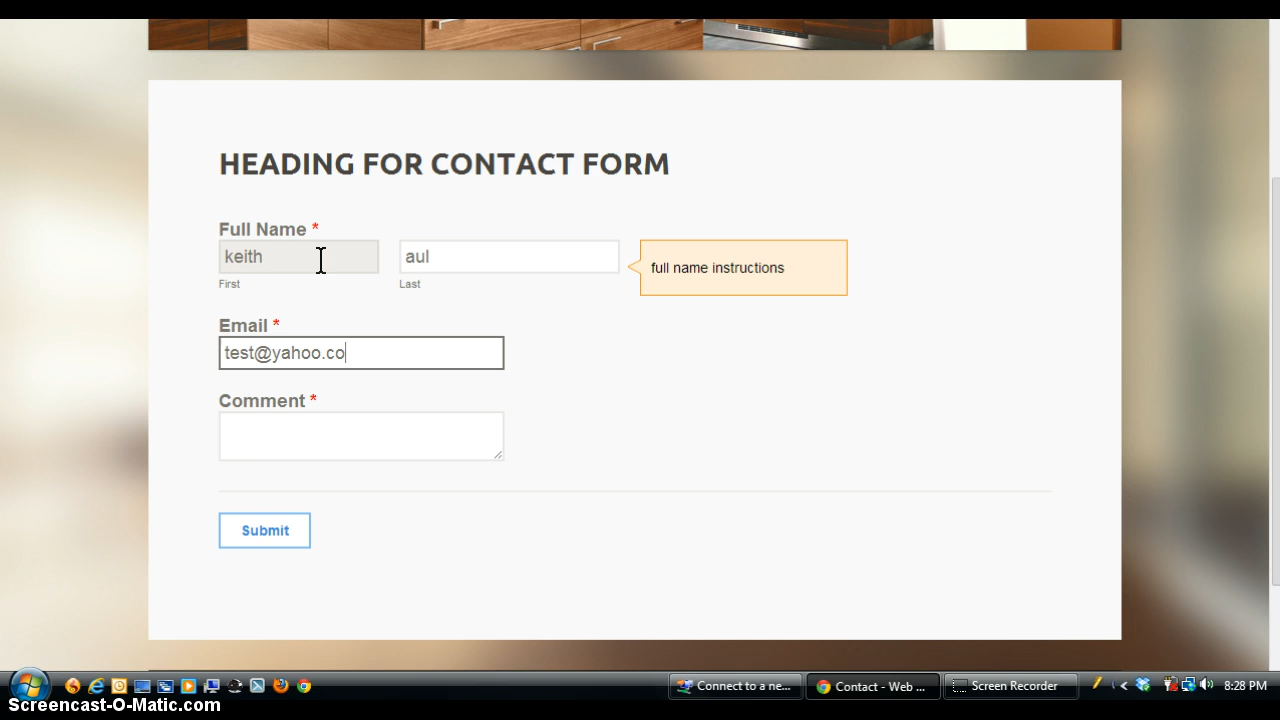 HEADING FOR CONTACT FORM
Full Name *
keith aul
full name instructions
First Last
Email *
test@yahoo.co
Comment *
Submit
Connect to a ne... Contact - Web ... Screen Recorder 8:28 PM
Screencast-O-Matic.com